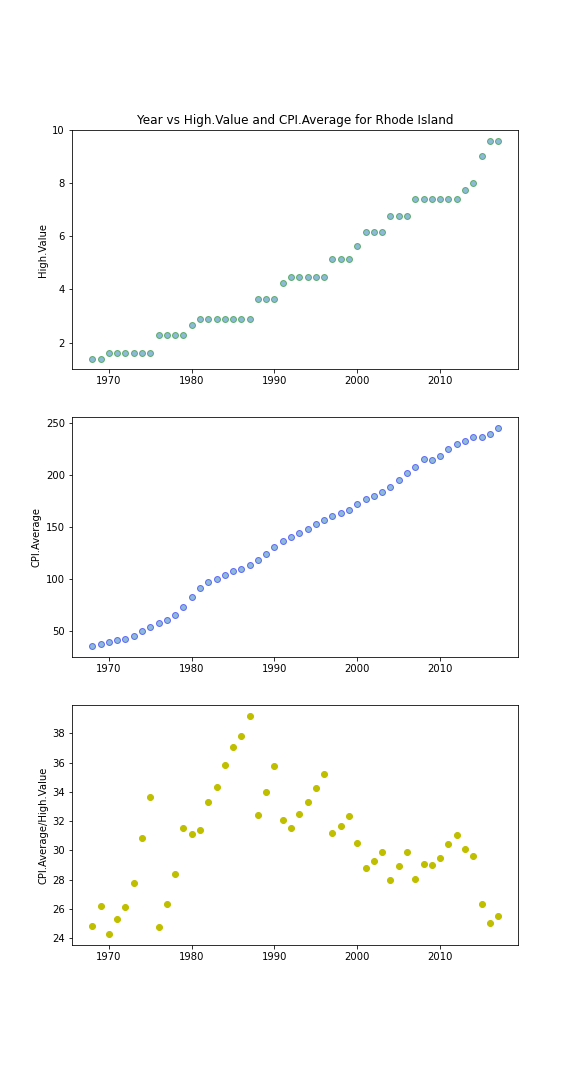 Year vs High.Value and CPI.Average for Rhode Island
10
8
6
4
2
High.Value
1970 1980 1990 2000 2010
250
200
150
100
50
CPI.Average
1970 1980 1990 2000 2010
38
36
34
32
30
28
26
24
CPI.Average/High.Value
1970 1980 1990 2000 2010